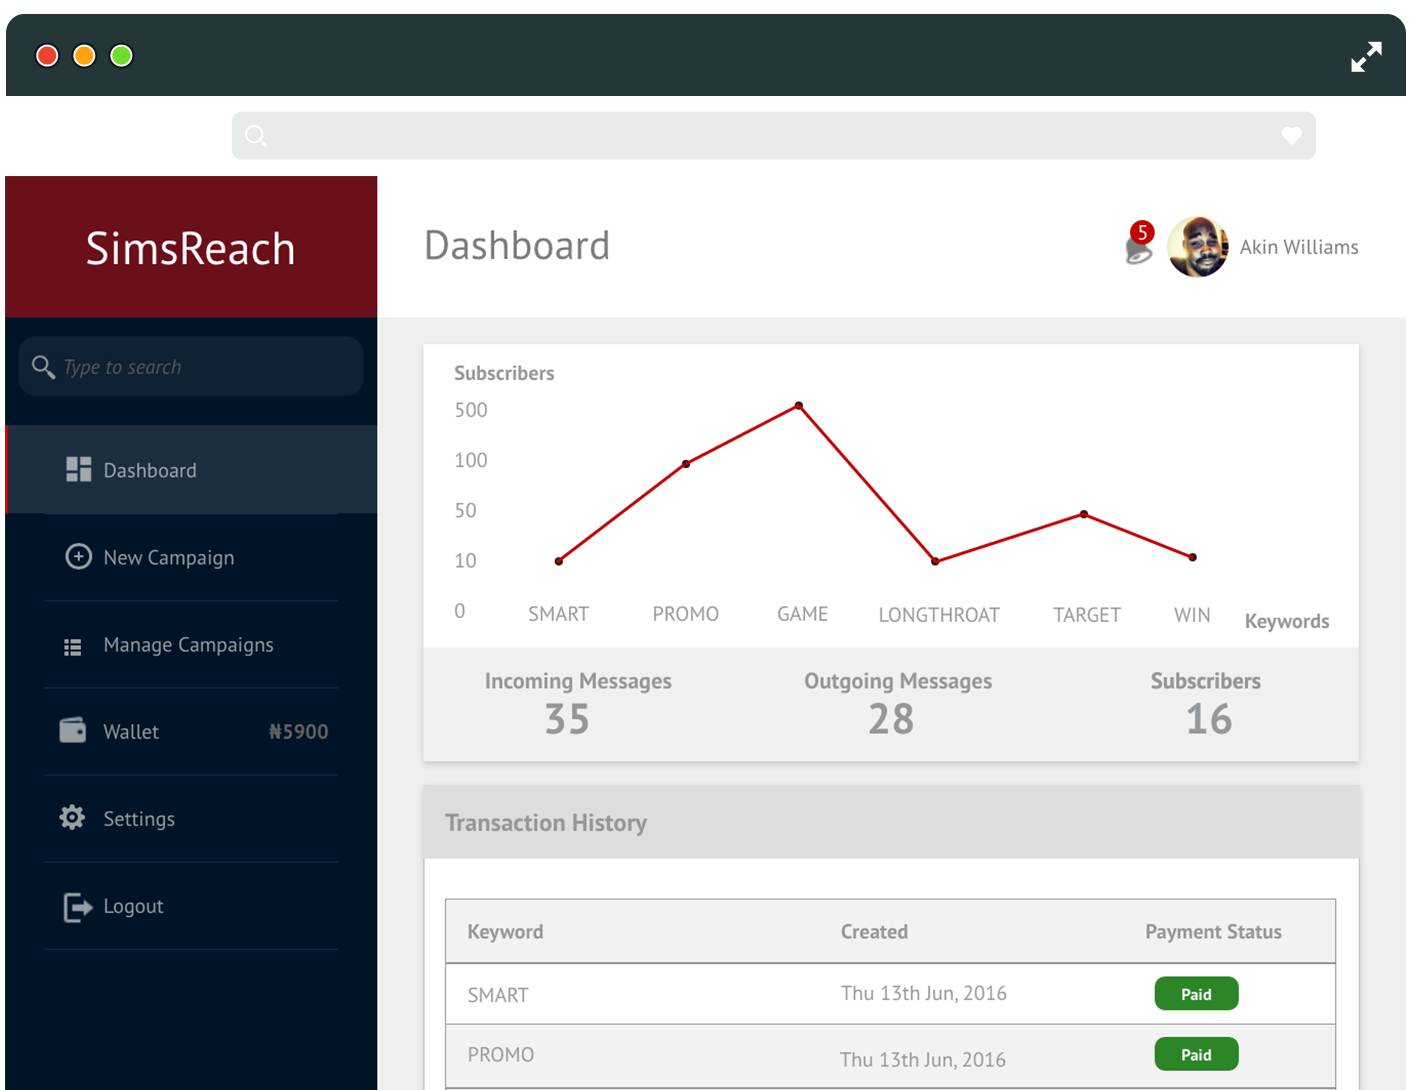 SimsReach
Dashboard
5
Akin Williams
Type to search
Dashboard
New Campaign
Manage Campaigns
Wallet ₦5900
Settings
Logout
Subscribers
500
100
50
10
0
SMART PROMO GAME LONGTHROAT TARGET WIN Keywords
Incoming Messages Outgoing Messages Subscribers
35 28 16
Transaction History
Keyword Created Payment Status
SMART Thu 13th Jun, 2016 Paid
PROMO Thu 13th Jun, 2016 Paid